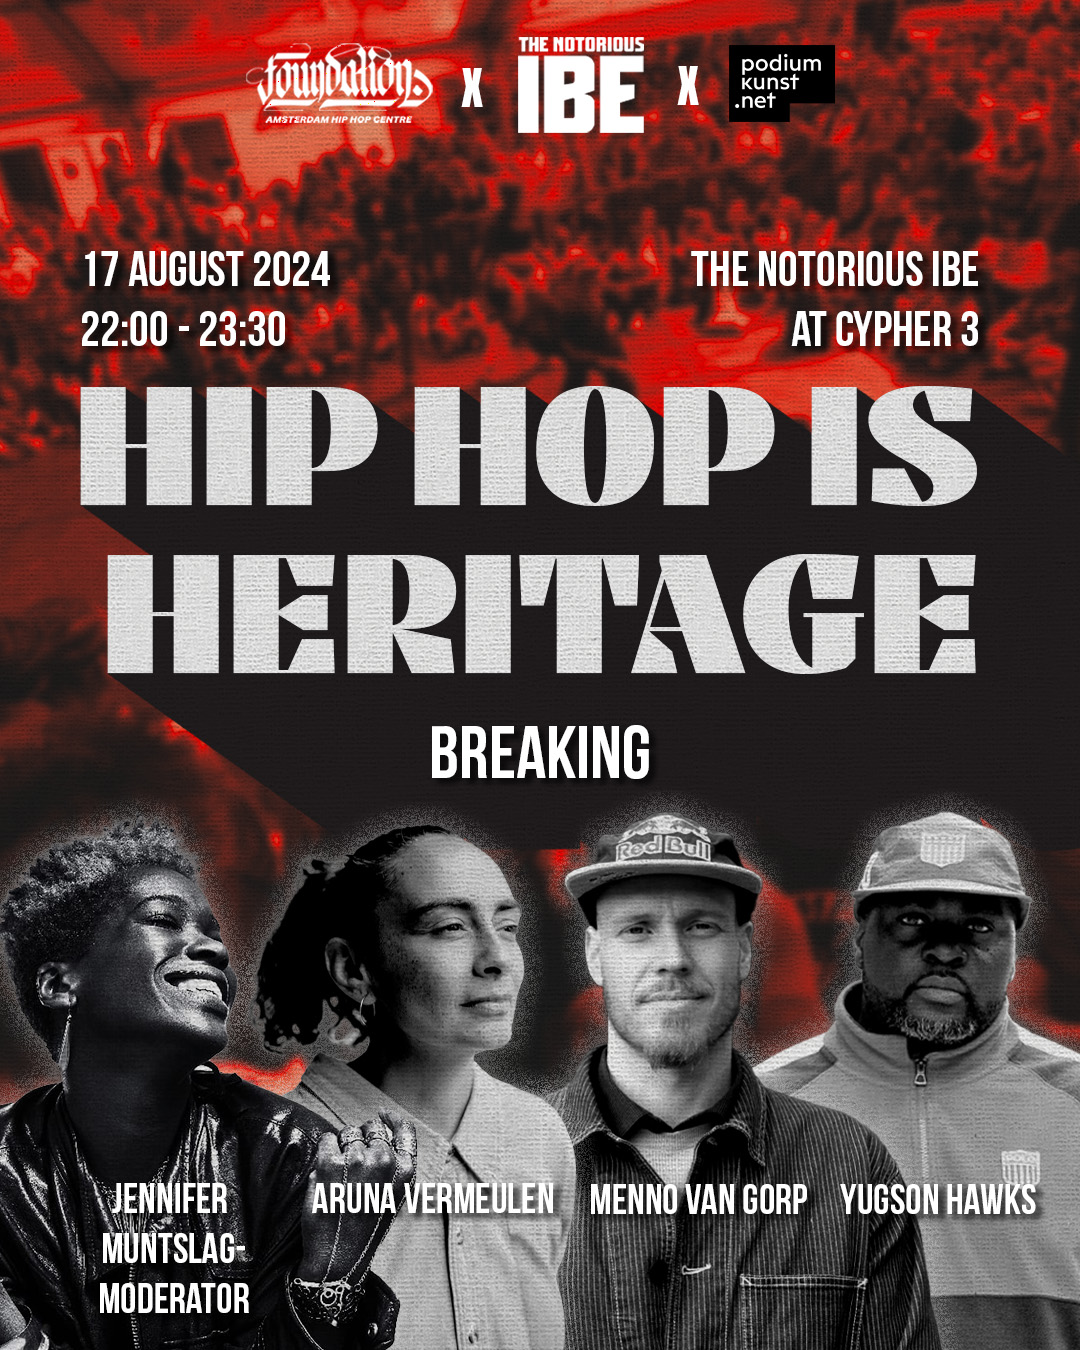 foundation
AMSTERDAM HIP HOP CENTRE
X
THE NOTORIOUS
IBE
X
podium
kunst
.net
17 AUGUST 2024
22:00 - 23:30
THE NOTORIOUS IBE
AT CYPHER 3
HIP HOP IS
HERITAGE
BREAKING
Red Bull
JENNIFER
MUNTSLAG-
MODERATOR
ARUNA VERMEULEN
MENNO VAN GORP
YUGSON HAWKS